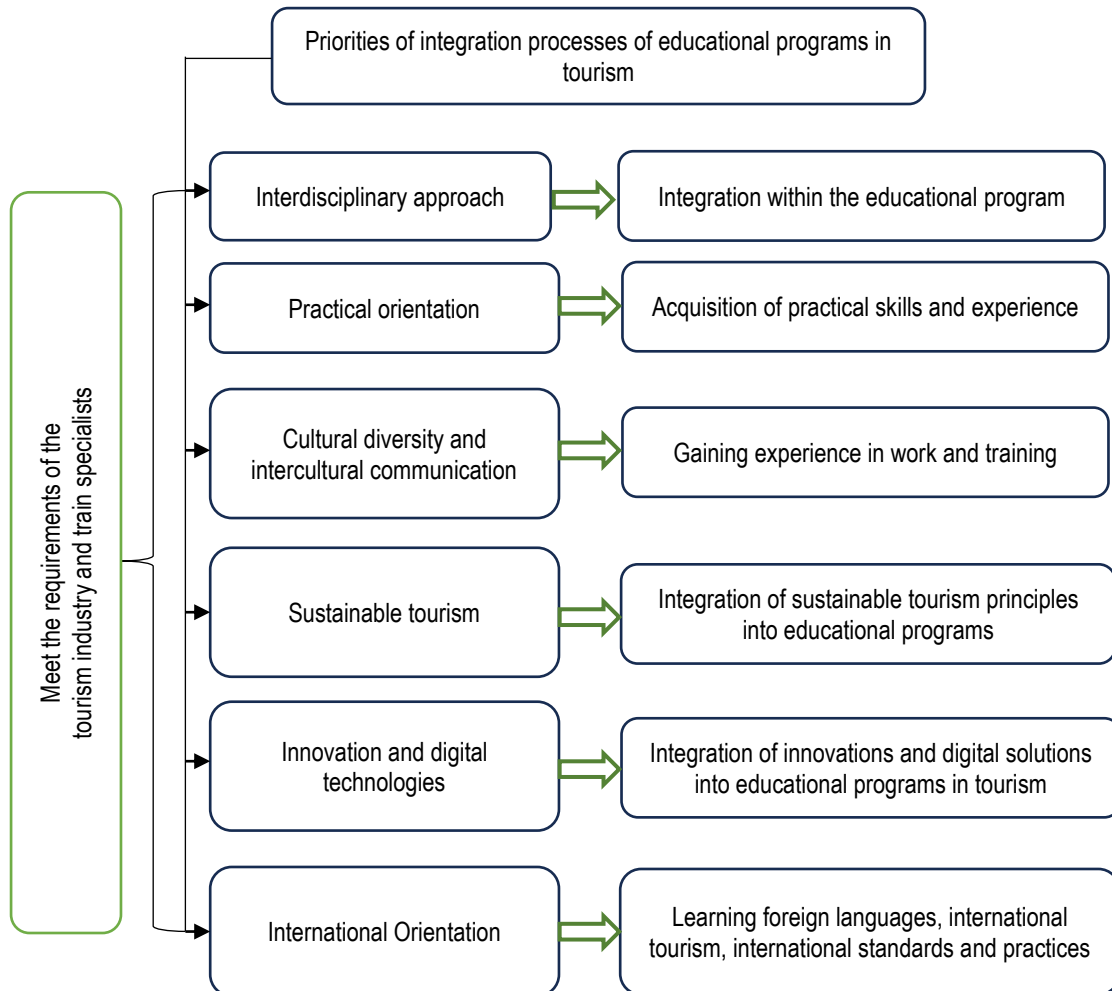 Priorities of integration processes of educational programs in
tourism
Meet the requirements of the
tourism industry and train specialists
Interdisciplinary approach
Integration within the educational program
Practical orientation
Acquisition of practical skills and experience
Cultural diversity and
intercultural communication
Gaining experience in work and training
Sustainable tourism
Integration of sustainable tourism principles
into educational programs
Innovation and digital
technologies
Integration of innovations and digital solutions
into educational programs in tourism
International Orientation
Learning foreign languages, international
tourism, international standards and practices